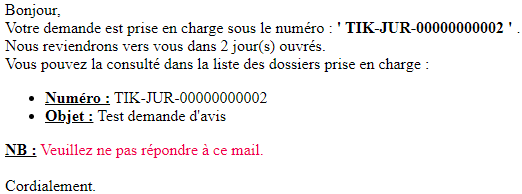 Bonjour,
Votre demande est prise en charge sous le numéro : ' TIK-JUR-00000000002 ' .
Nous reviendrons vers vous dans 2 jour(s) ouvrés.
Vous pouvez la consulté dans la liste des dossiers prise en charge :
• Numéro : TIK-JUR-00000000002
• Objet : Test demande d'avis
NB : Veuillez ne pas répondre à ce mail.
Cordialement.